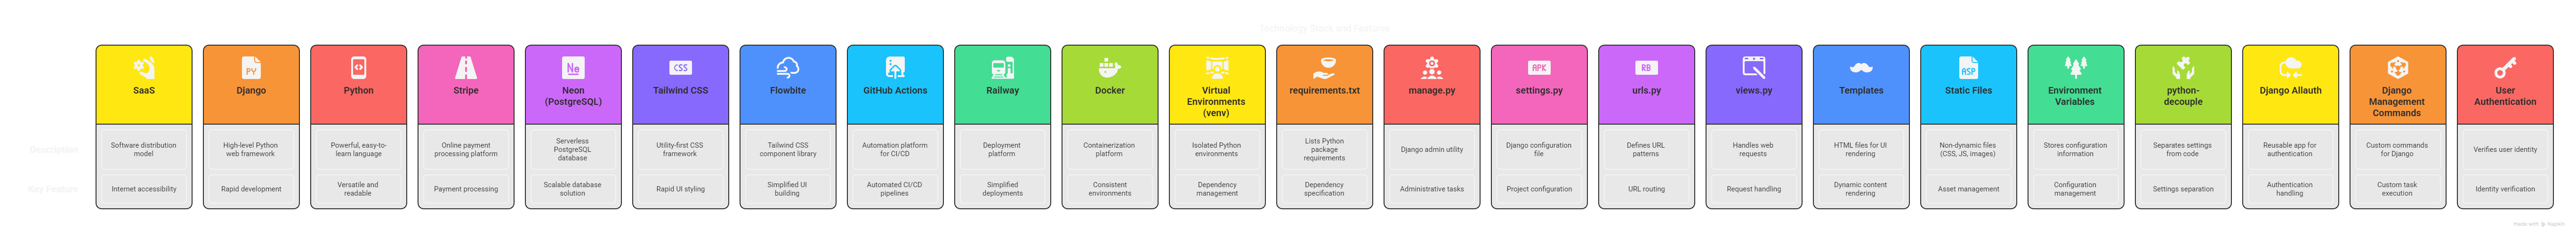 Technology Stack and Features
SaaS
Django
Python
Stripe
Neon
(PostgreSQL)
Tailwind CSS
Flowbite
GitHub Actions
Railway
Docker
Virtual
Environments
(venv)
requirements.txt
manage.py
settings.py
urls.py
views.py
Templates
Static Files
Environment
Variables
python-
decouple
Django Allauth
Django
Management
Commands
User
Authentication
PY
Ne
CSS
APK
RB
ASP
Description
Software distribution
model
High-level Python
web framework
Powerful, easy-to-
learn language
Online payment
processing platform
Serverless
PostgreSQL
database
Utility-first CSS
framework
Tailwind CSS
component library
Automation platform
for CI/CD
Deployment
platform
Containerization
platform
Isolated Python
environments
Lists Python
package
requirements
Django admin utility
Django configuration
file
Defines URL
patterns
Handles web
requests
HTML files for UI
rendering
Non-dynamic files
(CSS, JS, images)
Stores configuration
information
Separates settings
from code
Reusable app for
authentication
Custom commands
for Django
Verifies user identity
Key Feature
Internet accessibility
Rapid development
Versatile and
readable
Payment processing
Scalable database
solution
Rapid UI styling
Simplified UI
building
Automated CI/CD
pipelines
Simplified
deployments
Consistent
environments
Dependency
management
Dependency
specification
Administrative tasks
Project configuration
URL routing
Request handling
Dynamic content
rendering
Asset management
Configuration
management
Settings separation
Authentication
handling
Custom task
execution
Identity verification
Made with Napkin